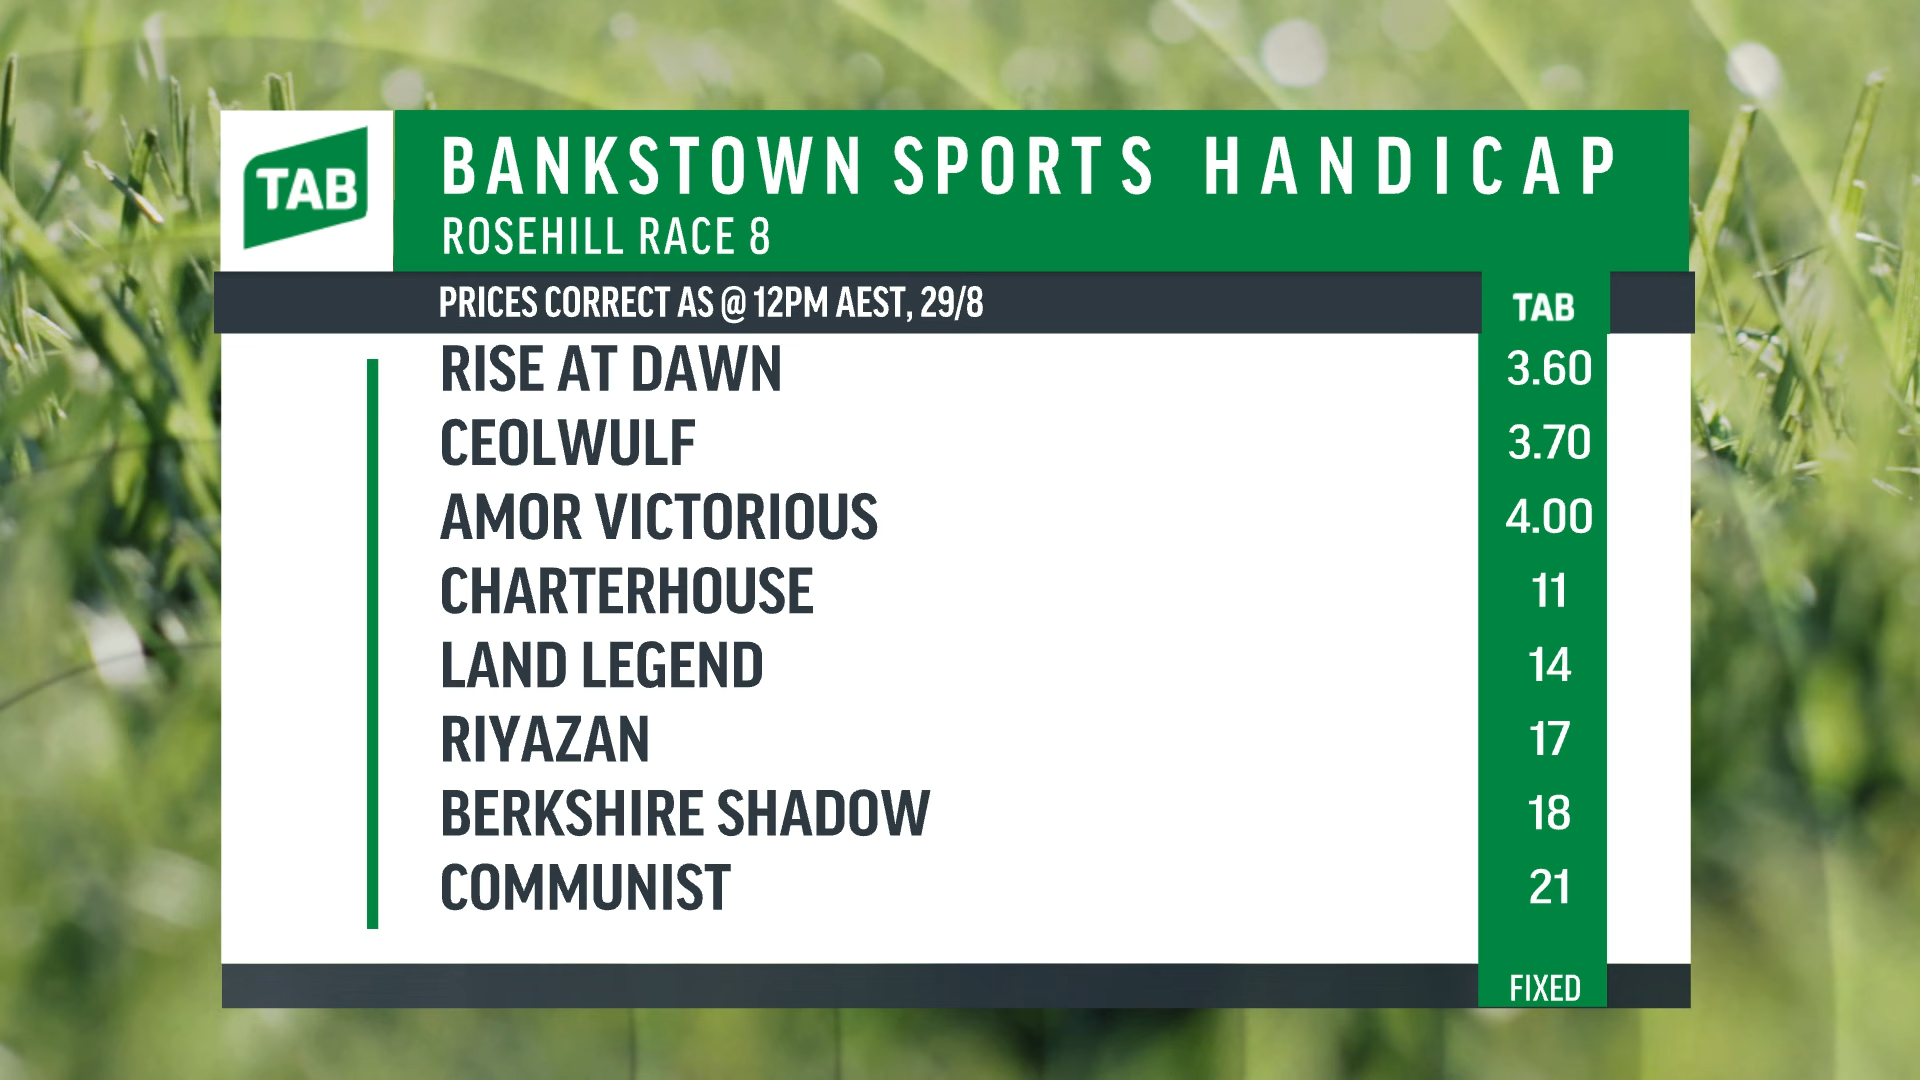 TAB
BANKSTOWN SPORTS HANDICAP
ROSEHILL RACE 8
PRICES CORRECT AS @ 12PM AEST, 29/8 TAB
RISE AT DAWN 3.60
CEOLWULF 3.70
AMOR VICTORIOUS 4.00
CHARTERHOUSE 11
LAND LEGEND 14
RIYAZAN 17
BERKSHIRE SHADOW 18
COMMUNIST 21
FIXED